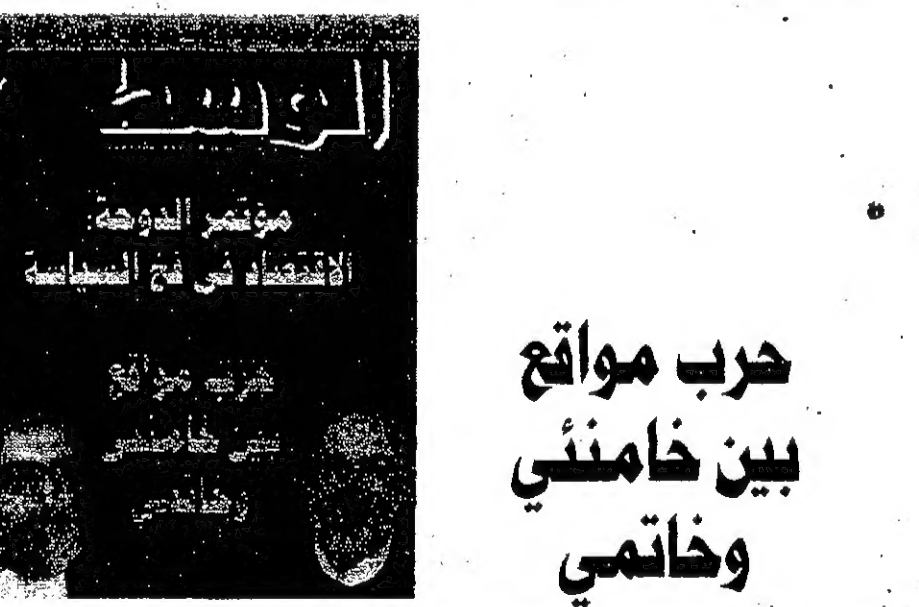 الوسط
مؤتمر الدوحة:
الاقتصاد في فخ السياسة
حرب مواقع
بين خامنئي
وخاتمي
حرب مواقع
بين خامنئي
وخاتمي